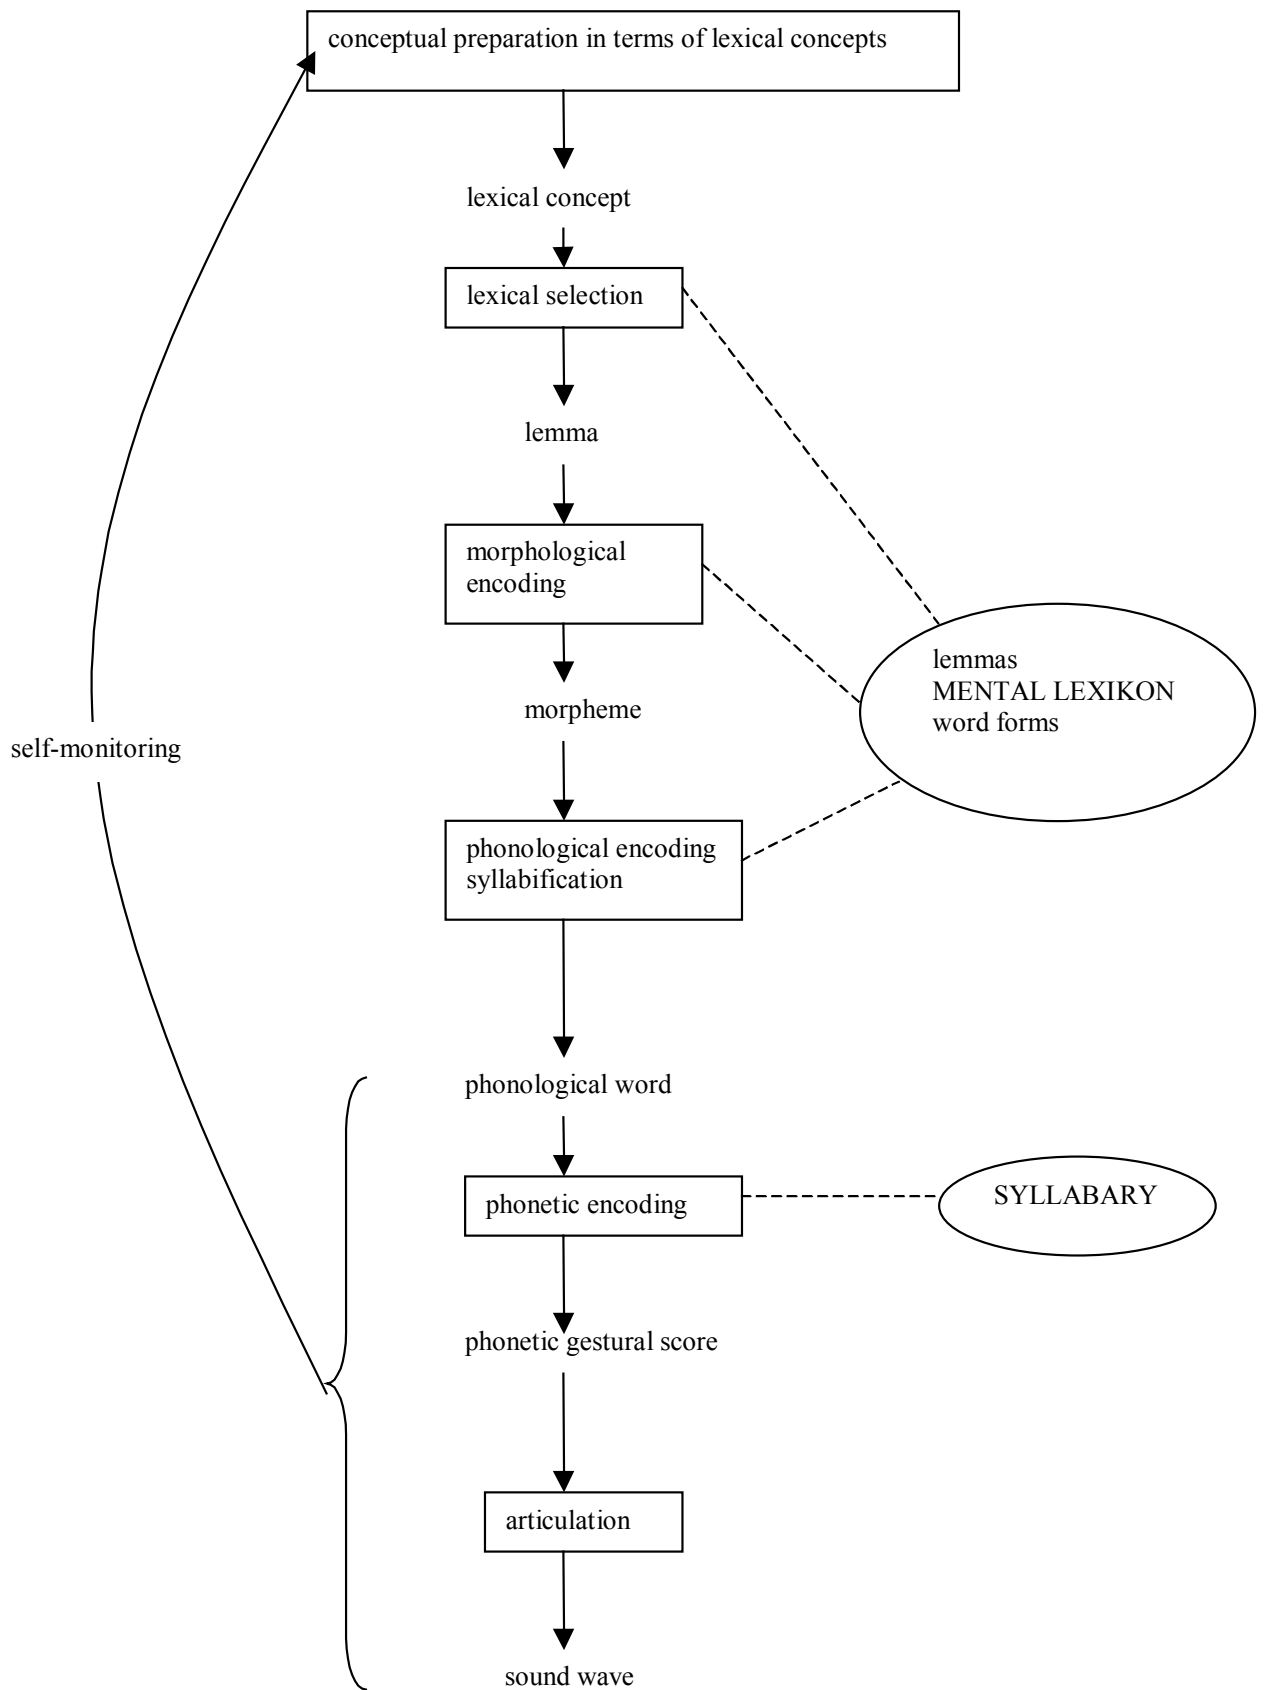 conceptual preparation in terms of lexical concepts
lexical concept
lexical selection
lemma
morphological
encoding
lemmas
MENTAL LEXIKON
word forms
morpheme
self-monitoring
phonological encoding
syllabification
phonological word
phonetic encoding
SYLLABARY
phonetic gestural score
articulation
sound wave